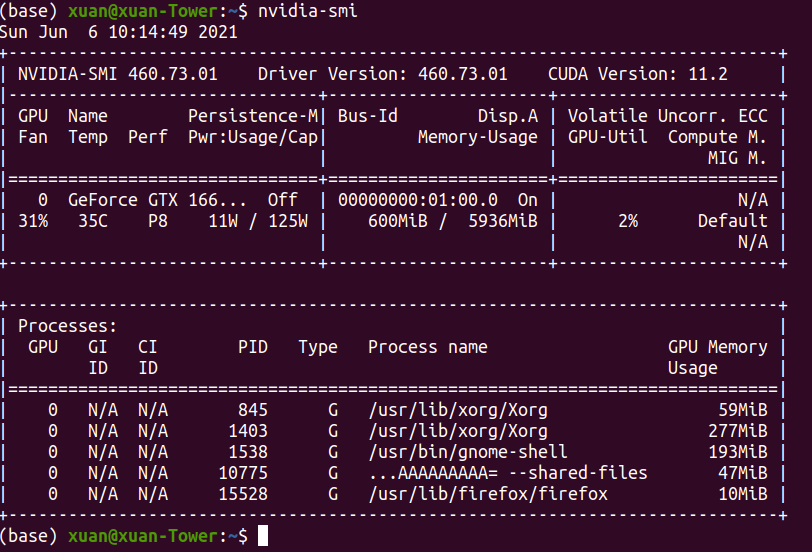 (base) xuan@xuan-Tower:~$ nvidia-smi
Sun Jun  6 10:14:49 2021
+-----------------------------------------------------------------------------+
| NVIDIA-SMI 460.73.01    Driver Version: 460.73.01    CUDA Version: 11.2     |
|-------------------------------+----------------------+----------------------+
| GPU  Name        Persistence-M| Bus-Id        Disp.A | Volatile Uncorr. ECC |
| Fan  Temp  Perf  Pwr:Usage/Cap|         Memory-Usage | GPU-Util  Compute M. |
|                               |                      |               MIG M. |
|===============================+======================+======================|
|   0  GeForce GTX 166...  Off  | 00000000:01:00.0  On |                  N/A |
| 31%   35C    P8    11W / 125W |    600MiB /  5936MiB |      2%      Default |
|                               |                      |                  N/A |
+-------------------------------+----------------------+----------------------+
+-----------------------------------------------------------------------------+
| Processes:                                                                  |
|  GPU   GI   CI        PID   Type   Process name                  GPU Memory |
|        ID   ID                                                   Usage      |
|=============================================================================|
|    0   N/A  N/A       845      G   /usr/lib/xorg/Xorg                 59MiB |
|    0   N/A  N/A      1403      G   /usr/lib/xorg/Xorg                277MiB |
|    0   N/A  N/A      1538      G   /usr/bin/gnome-shell              193MiB |
|    0   N/A  N/A     10775      G   ...AAAAAAAAA= --shared-files       47MiB |
|    0   N/A  N/A     15528      G   /usr/lib/firefox/firefox           10MiB |
+-----------------------------------------------------------------------------+
(base) xuan@xuan-Tower:~$